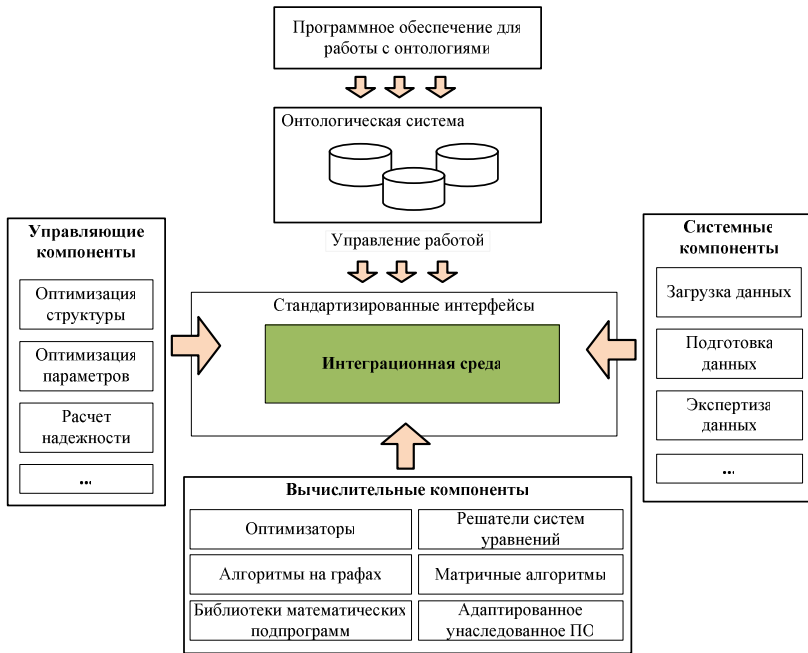 Программное обеспечение для
работы с онтологиями
Онтологическая система
Управление работой
Управляющие
компоненты
Оптимизация
структуры
Оптимизация
параметров
Расчет
надежности
...
Стандартизированные интерфейсы
Интеграционная среда
Системные
компоненты
Загрузка данных
Подготовка
данных
Экспертиза
данных
...
Вычислительные компоненты
Оптимизаторы
Решатели систем
уравнений
Алгоритмы на графах
Матричные алгоритмы
Библиотеки математических
подпрограмм
Адаптированное
унаследованное ПО